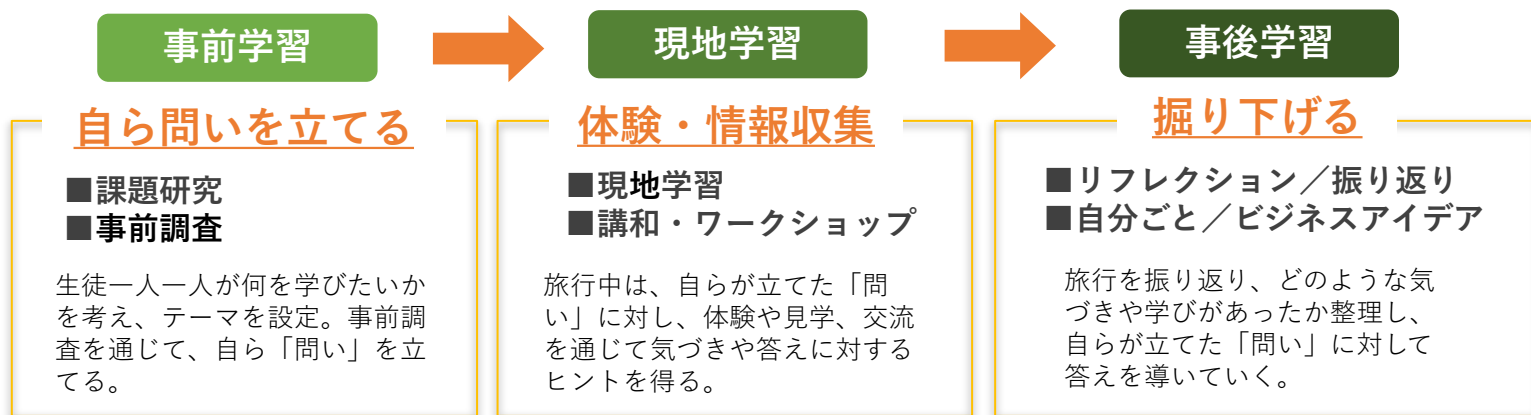 事前学習
自ら問いを立てる
■課題研究
■事前調査
生徒一人一人が何を学びたいか
を考え、テーマを設定。事前調
査を通じて、自ら「問い」を立
てる。
現地学習
体験・情報収集
■現地学習
■講和・ワークショップ
旅行中は、自らが立てた「問
い」に対し、体験や見学、交流
を通じて気づきや答えに対する
ヒントを得る。
事後学習
掘り下げる
■リフレクション／振り返り
■自分ごと／ビジネスアイデア
旅行を振り返り、どのような気
づきや学びがあったか整理し、
自らが立てた「問い」に対して
答えを導いていく。